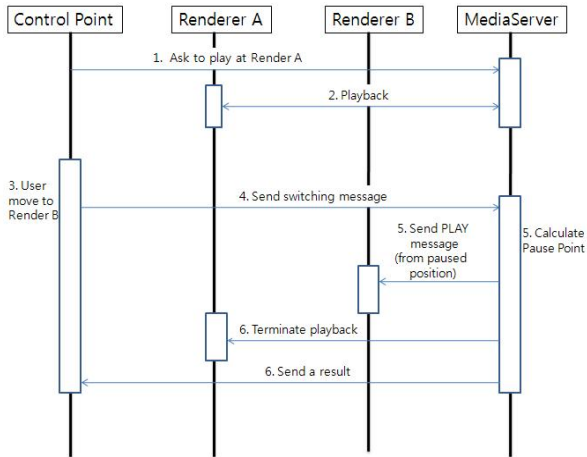 Control Point
Renderer A
Renderer B
MediaServer
1. Ask to play at Render A
2. Playback
3. User
move to
Render B
4. Send switching message
5. Send PLAY
message
(from paused
position)
5. Calculate
Pause Point
6. Terminate playback
6. Send a result